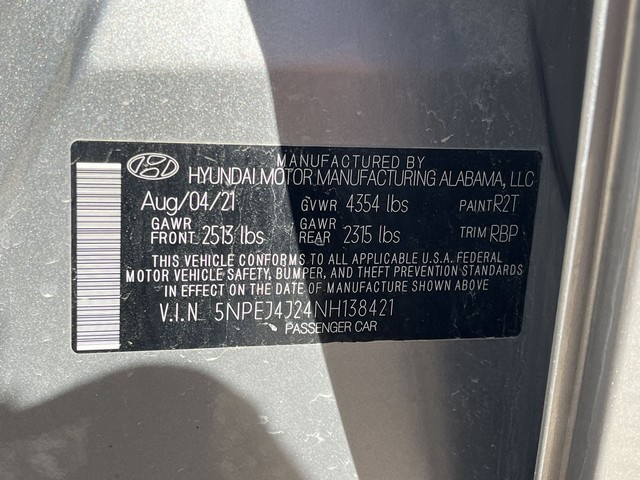 MANUFACTURED BY
HYUNDAI MOTOR MANUFACTURING ALABAMA, LLC
Aug/04/21 GVWR 4354 lbs PAINT R2T
GAWR FRONT 2513 lbs GAWR REAR 2315 lbs TRIM RBP
THIS VEHICLE CONFORMS TO ALL APPLICABLE U.S.A. FEDERAL
MOTOR VEHICLE SAFETY, BUMPER, AND THEFT PREVENTION STANDARDS
IN EFFECT ON THE DATE OF MANUFACTURE SHOWN ABOVE
V.I.N. 5NPEJ4J24NH138421
PASSENGER CAR